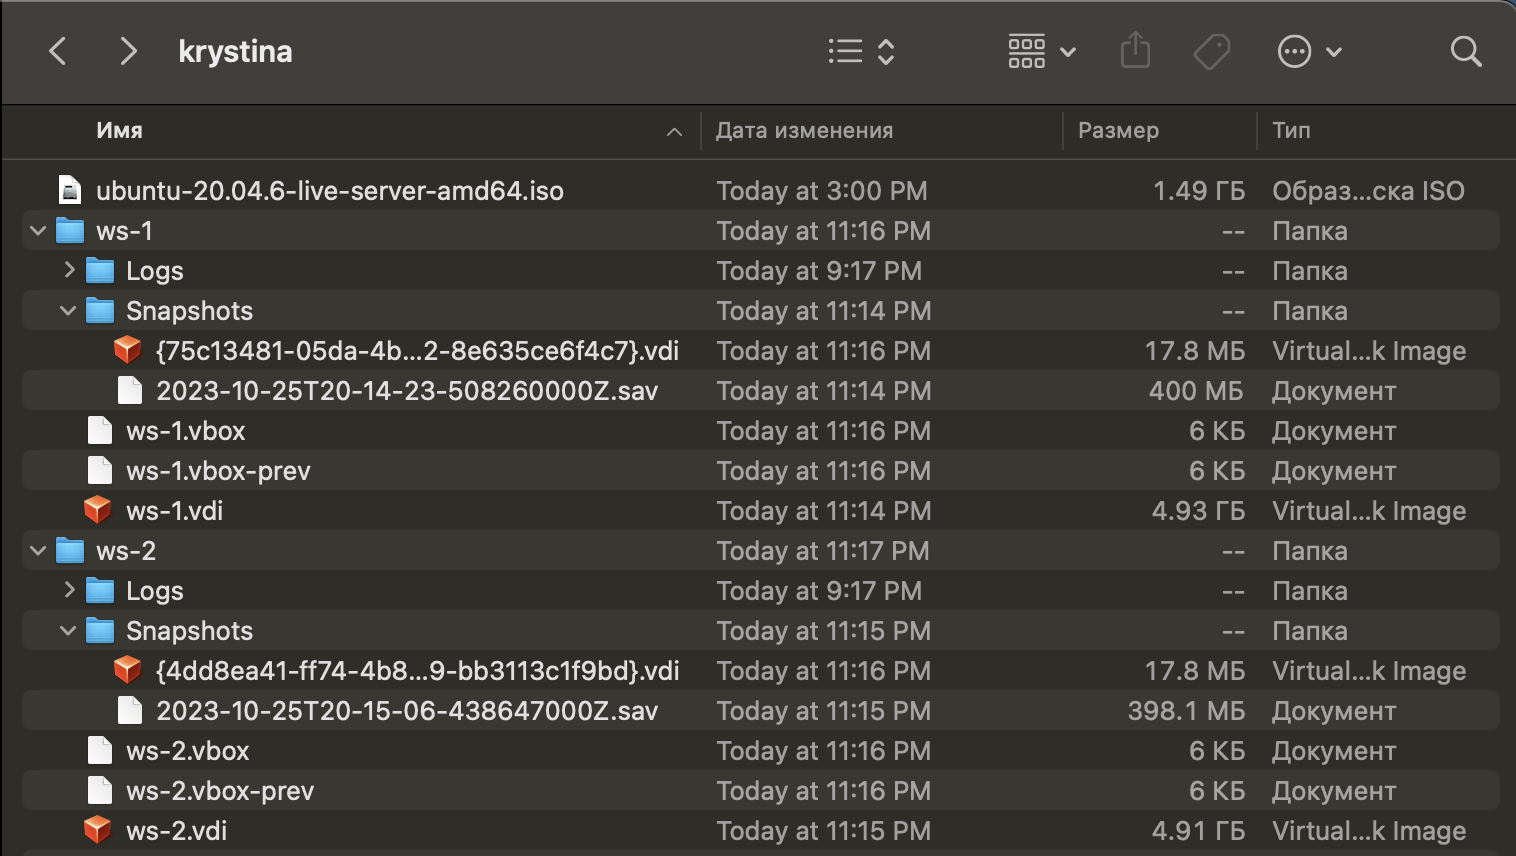 krystina
Имя Дата изменения Размер Тип
ubuntu-20.04.6-live-server-amd64.iso Today at 3:00 PM 1.49 ГБ Образ...ска ISO
ws-1 Today at 11:16 PM -- Папка
Logs Today at 9:17 PM -- Папка
Snapshots Today at 11:14 PM -- Папка
{75c13481-05da-4b...2-8e635ce6f4c7}.vdi Today at 11:16 PM 17.8 МБ Virtual...k Image
2023-10-25T20-14-23-508260000Z.sav Today at 11:14 PM 400 МБ Документ
ws-1.vbox Today at 11:16 PM 6 КБ Документ
ws-1.vbox-prev Today at 11:16 PM 6 КБ Документ
ws-1.vdi Today at 11:14 PM 4.93 ГБ Virtual...k Image
ws-2 Today at 11:17 PM -- Папка
Logs Today at 9:17 PM -- Папка
Snapshots Today at 11:15 PM -- Папка
{4dd8ea41-ff74-4b8...9-bb3113c1f9bd}.vdi Today at 11:16 PM 17.8 МБ Virtual...k Image
2023-10-25T20-15-06-438647000Z.sav Today at 11:15 PM 398.1 МБ Документ
ws-2.vbox Today at 11:16 PM 6 КБ Документ
ws-2.vbox-prev Today at 11:16 PM 6 КБ Документ
ws-2.vdi Today at 11:15 PM 4.91 ГБ Virtual...k Image